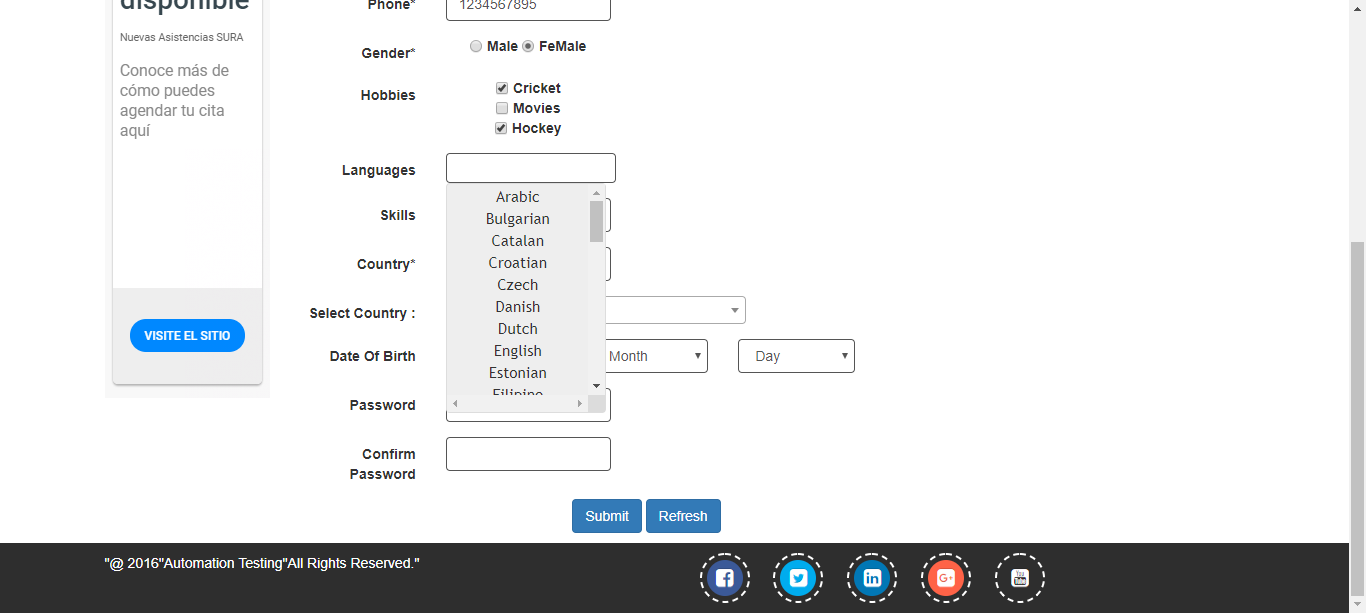 disponible
Nuevas Asistencias SURA
Conoce más de
cómo puedes
agendar tu cita
aquí
VISITE EL SITIO
Phone*
1234567895
Gender*
Male FeMale
Hobbies
Cricket
Movies
Hockey
Languages
Arabic
Bulgarian
Catalan
Croatian
Czech
Danish
Dutch
English
Estonian
Filipino
Skills
Country*
Select Country :
Date Of Birth
Month
Day
Password
Confirm
Password
Submit Refresh
"@ 2016"Automation Testing"All Rights Reserved."
f
in
G+
You
Tube